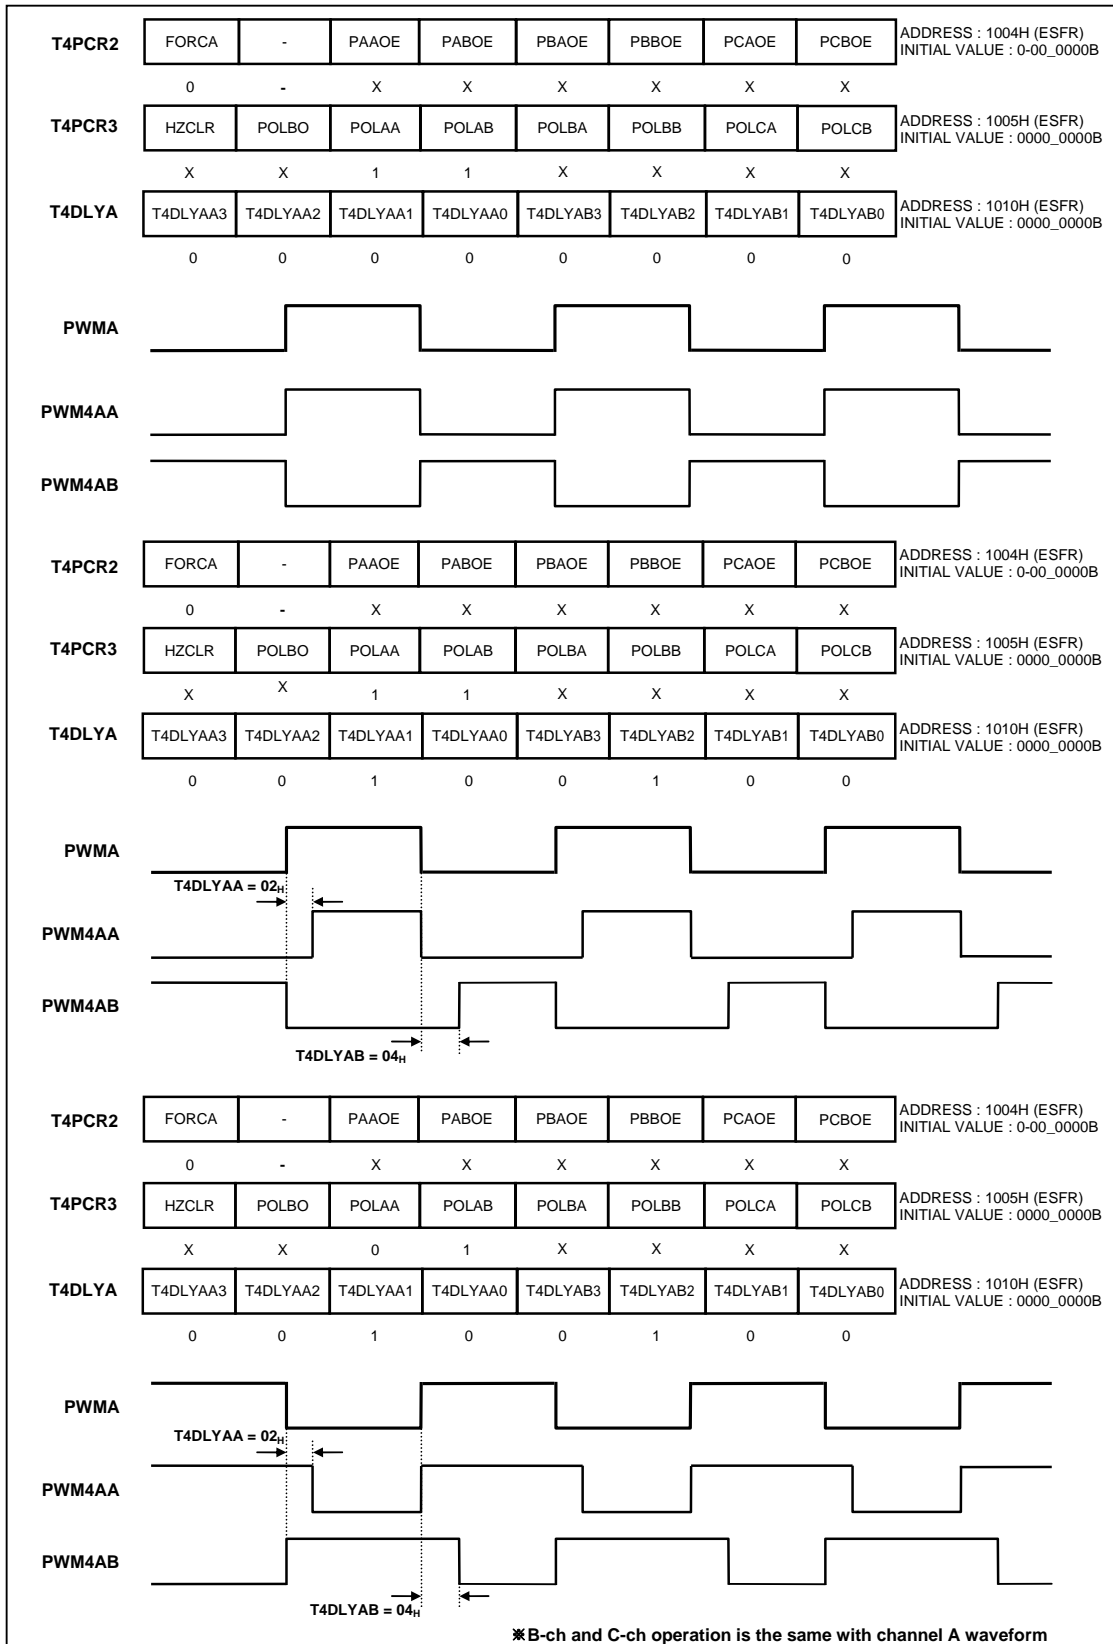 T4PCR2 FORCA - PAAOE PABOE PBAOE PBBOE PCAOE PCBOE ADDRESS : 1004H (ESFR)
INITIAL VALUE : 0-00_0000B
0 - X X X X X X
T4PCR3 HZCLR POLBO POLAA POLAB POLBA POLBB POLCA POLCB ADDRESS : 1005H (ESFR)
INITIAL VALUE : 0000_0000B
X X 1 1 X X X X
T4DLYA T4DLYAA3 T4DLYAA2 T4DLYAA1 T4DLYAA0 T4DLYAB3 T4DLYAB2 T4DLYAB1 T4DLYAB0 ADDRESS : 1010H (ESFR)
INITIAL VALUE : 0000_0000B
0 0 0 0 0 0 0 0
PWMA
PWM4AA
PWM4AB
T4PCR2 FORCA - PAAOE PABOE PBAOE PBBOE PCAOE PCBOE ADDRESS : 1004H (ESFR)
INITIAL VALUE : 0-00_0000B
0 - X X X X X X
T4PCR3 HZCLR POLBO POLAA POLAB POLBA POLBB POLCA POLCB ADDRESS : 1005H (ESFR)
INITIAL VALUE : 0000_0000B
X X 1 1 X X X X
T4DLYA T4DLYAA3 T4DLYAA2 T4DLYAA1 T4DLYAA0 T4DLYAB3 T4DLYAB2 T4DLYAB1 T4DLYAB0 ADDRESS : 1010H (ESFR)
INITIAL VALUE : 0000_0000B
0 0 1 0 0 1 0 0
PWMA
T4DLYAA = 02H
PWM4AA
PWM4AB
T4DLYAB = 04H
T4PCR2 FORCA - PAAOE PABOE PBAOE PBBOE PCAOE PCBOE ADDRESS : 1004H (ESFR)
INITIAL VALUE : 0-00_0000B
0 - X X X X X X
T4PCR3 HZCLR POLBO POLAA POLAB POLBA POLBB POLCA POLCB ADDRESS : 1005H (ESFR)
INITIAL VALUE : 0000_0000B
X X 0 1 X X X X
T4DLYA T4DLYAA3 T4DLYAA2 T4DLYAA1 T4DLYAA0 T4DLYAB3 T4DLYAB2 T4DLYAB1 T4DLYAB0 ADDRESS : 1010H (ESFR)
INITIAL VALUE : 0000_0000B
0 0 1 0 0 1 0 0
PWMA
T4DLYAA = 02H
PWM4AA
PWM4AB
T4DLYAB = 04H
※B-ch and C-ch operation is the same with channel A waveform